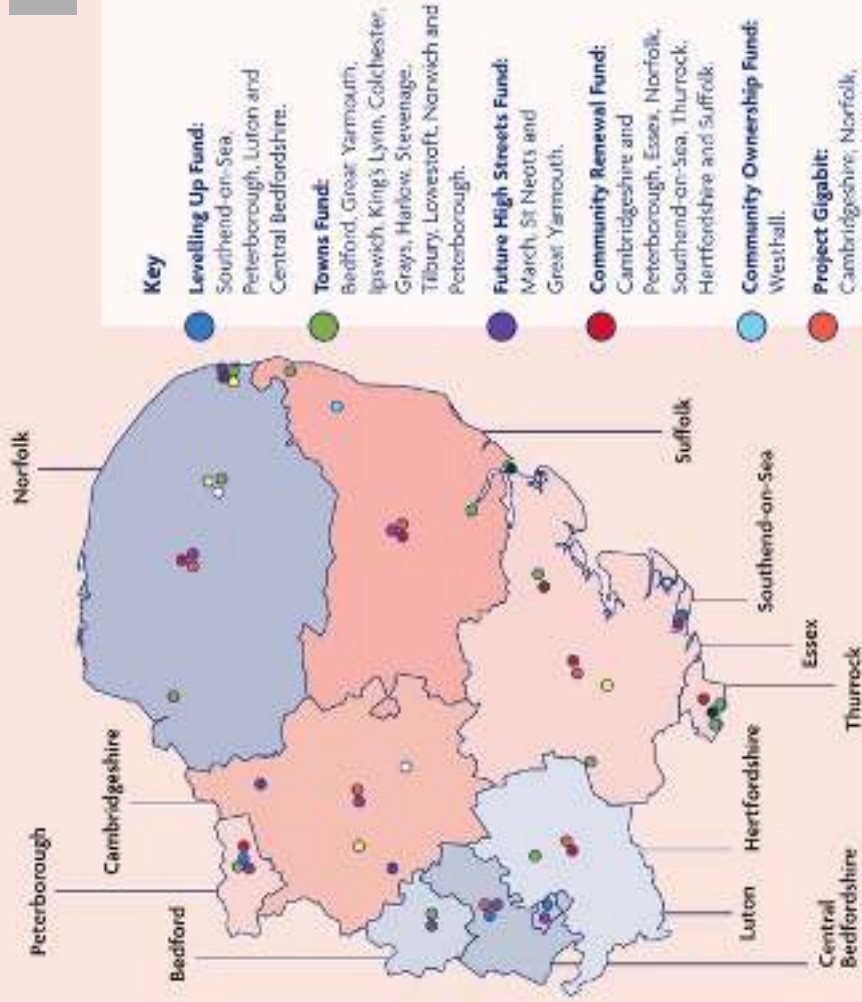 Norfolk
Cambridgeshire
Peterborough
Bedford
Suffolk
Southend-on-Sea
Essex
Thurrock
Hertfordshire
Luton
Central
Bedfordshire
Key
Levelling Up Fund:
Southend-on-Sea,
Peterborough, Luton and
Central Bedfordshire.
Towns Fund:
Bedford, Great Yarmouth,
Ipswich, King's Lynn, Colchester,
Grays, Harlow, Stevenage,
Tilbury, Lowestoft, Norwich and
Peterborough.
Future High Streets Fund:
March, St Neots and
Great Yarmouth.
Community Renewal Fund:
Cambridgeshire and
Peterborough, Essex, Norfolk,
Southend-on-Sea, Thurrock,
Hertfordshire and Suffolk.
Community Ownership Fund:
Westhall.
Project Gigabit:
Cambridgeshire, Norfolk,